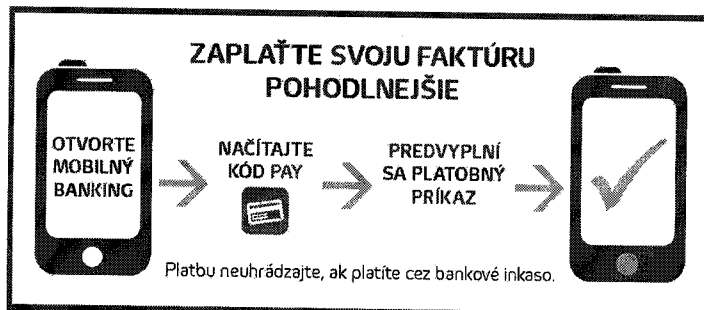 ZAPLAŤTE SVOJU FAKTÚRU
POHODLNEJŠIE
OTVORTE
MOBILNÝ
BANKING
NAČÍTAJTE
KÓD PAY
PREDVYPLNÍ
SA PLATOBNÝ
PRÍKAZ
Platbu neuhrádzajte, ak platíte cez bankové inkaso.